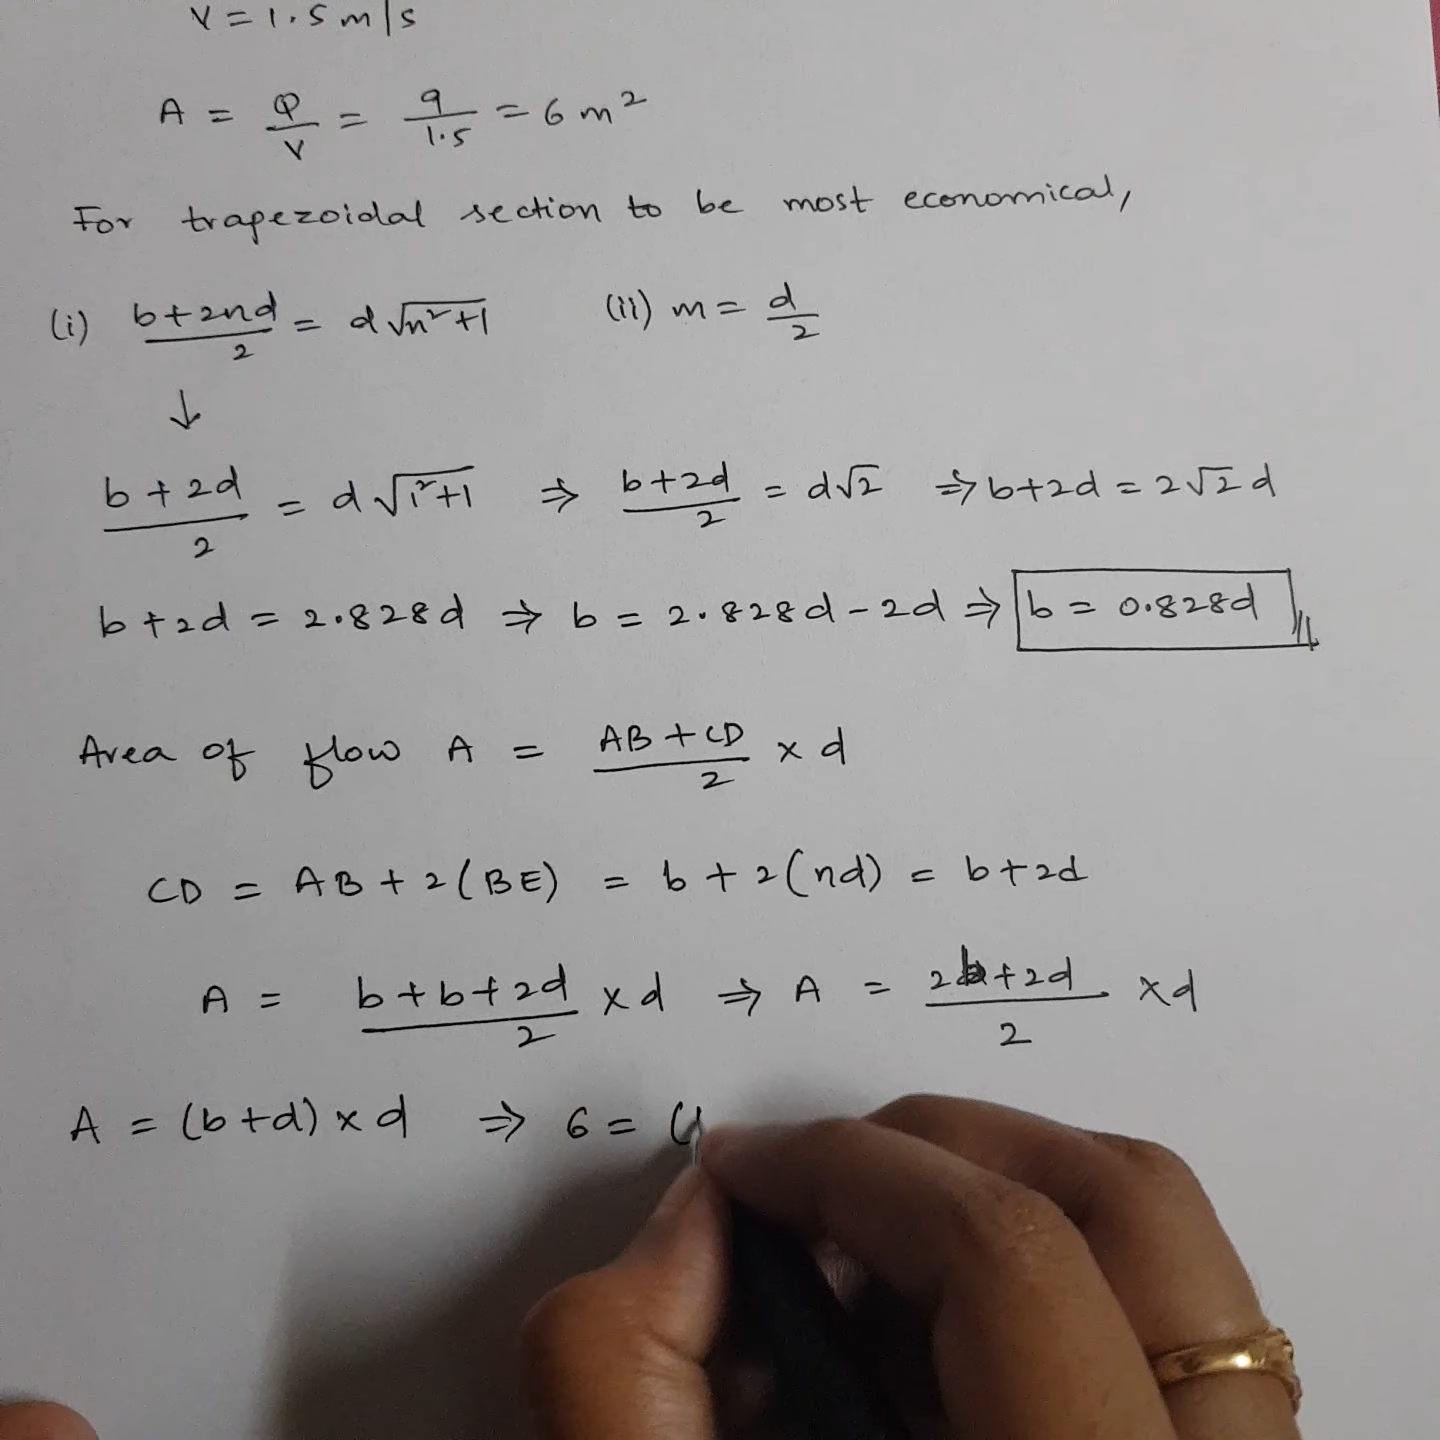 V = 1.5 m/s
A = Q/V = 9/1.5 = 6 m²
For trapezoidal section to be most economical,
(i) b+2nd/2 = d√n²+1 (ii) m = d/2
↓
b+2d/2 = d√1²+1 ⇒ b+2d/2 = d√2 ⇒ b+2d = 2√2 d
b+2d = 2.828d ⇒ b = 2.828d - 2d ⇒ b = 0.828d
Area of flow A = AB+CD/2 × d
CD = AB + 2(BE) = b + 2(nd) = b+2d
A = b+b+2d/2 × d ⇒ A = 2b+2d/2 × d
A = (b+d) × d ⇒ 6 = (